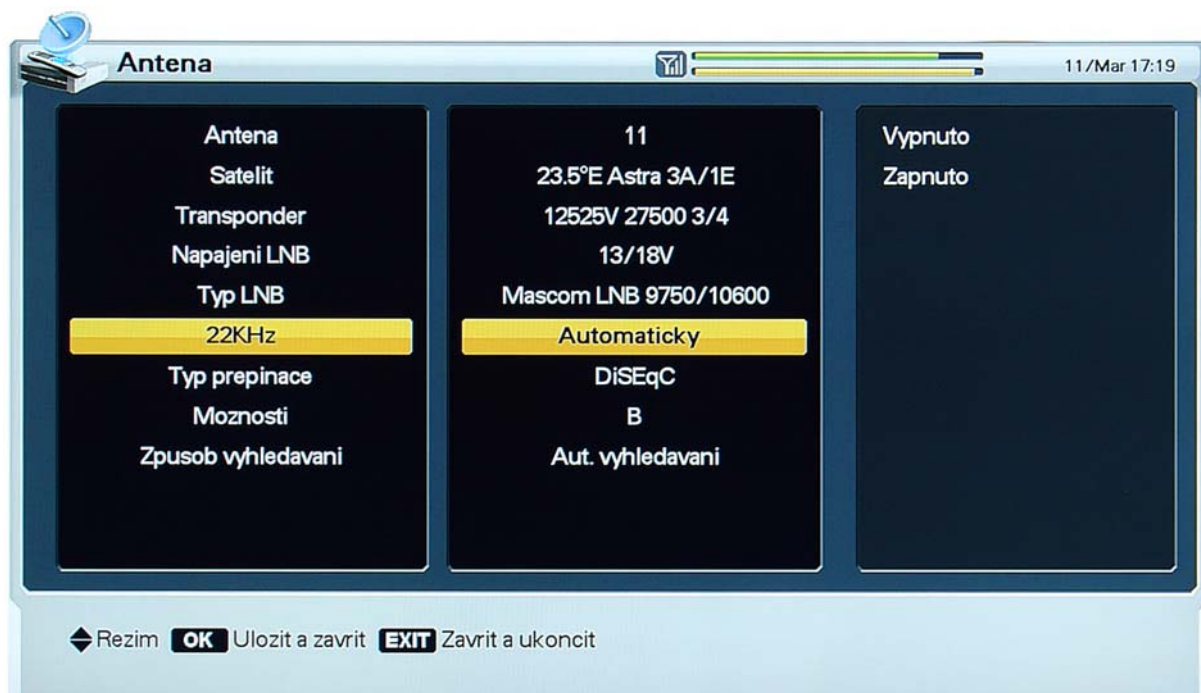 Antena
11/Mar 17:19
Antena 11
Satelit 23.5°E Astra 3A/1E
Transponder 12525V 27500 3/4
Napajeni LNB 13/18V
Typ LNB Mascom LNB 9750/10600
22KHz Automaticky
Typ prepinace DiSEqC
Moznosti B
Zpusob vyhledavani Aut. vyhledavani
Vypnuto
Zapnuto
Rezim OK Ulozit a zavrit EXIT Zavrit a ukoncit